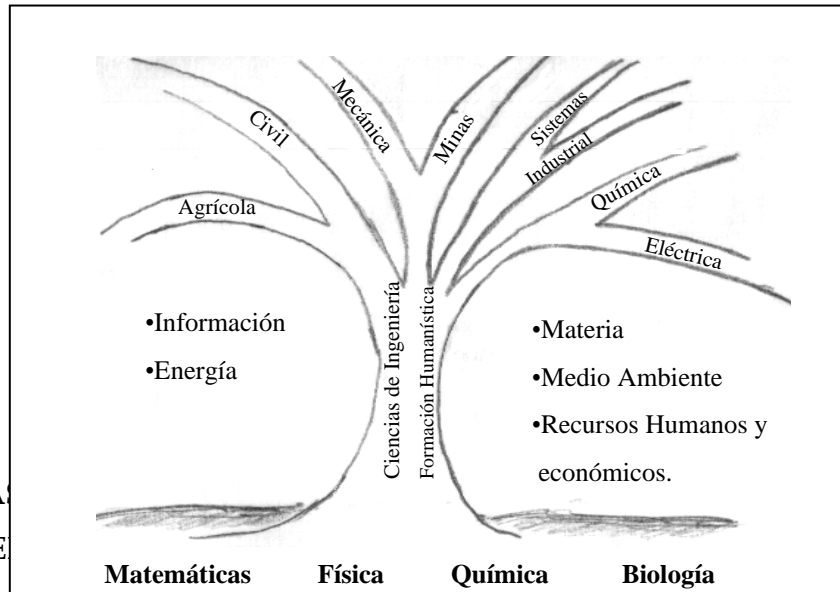 Civil
Mecánica
Minas
Sistemas
Industrial
Química
Agrícola
Eléctrica
Ciencias de Ingeniería
Formación Humanística
•Información
•Energía
•Materia
•Medio Ambiente
•Recursos Humanos y
económicos.
Matemáticas Física Química Biología